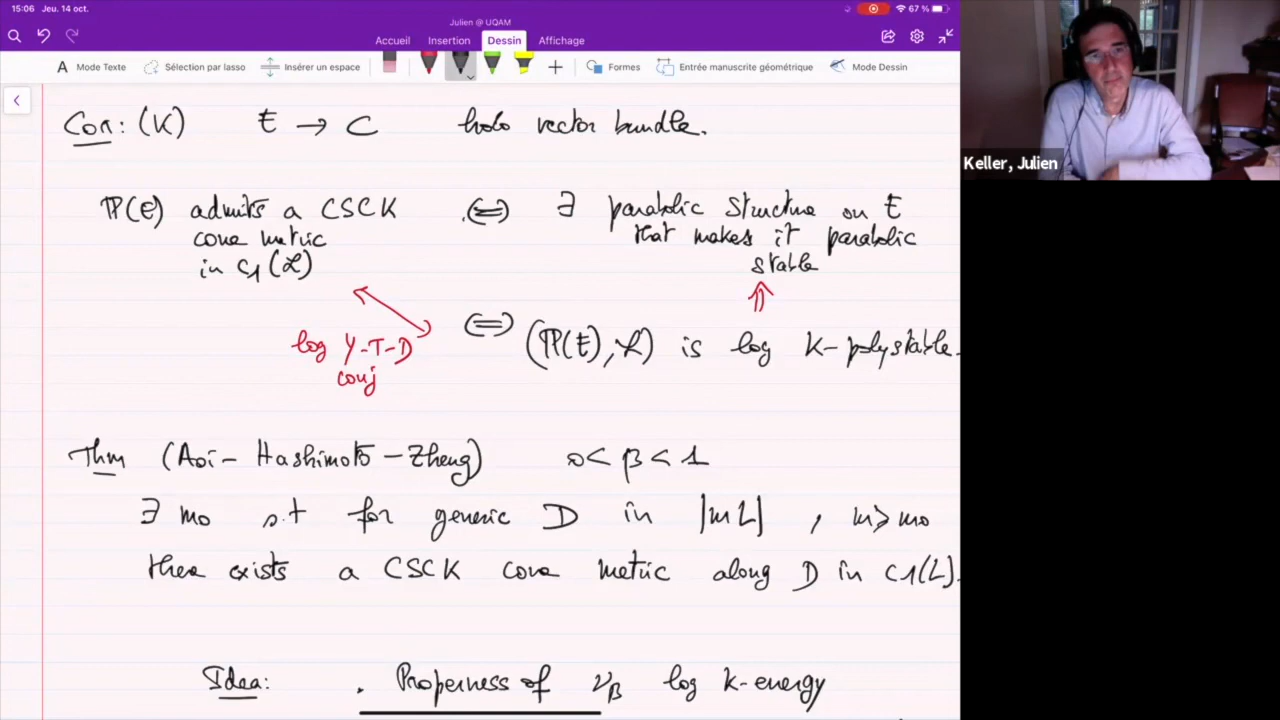 15:06 Jeu. 14 oct.
67 %
Julien @ UQAM
Accueil Insertion Dessin Affichage
A Mode Texte Sélection par lasso Insérer un espace Formes Entrée manuscrite géométrique Mode Dessin
Keller, Julien
Cor: (K) E → C holo vector bundle.
P(E) admits a CSCK ⟺ ∃ parabolic structure on E
cone metric that makes it parabolic
in c1(L) stable
⇑
⟺ (P(E), L) is log K-polystable.
log Y-T-D
conj
Thm (Aoi-Hashimoto-Zheng) 0 < β < 1
∃ mo s.t for generic D in |mL|, m≥mo
there exists a CSCK cone metric along D in C1(L).
Idea: . Properness of νβ log K-energy